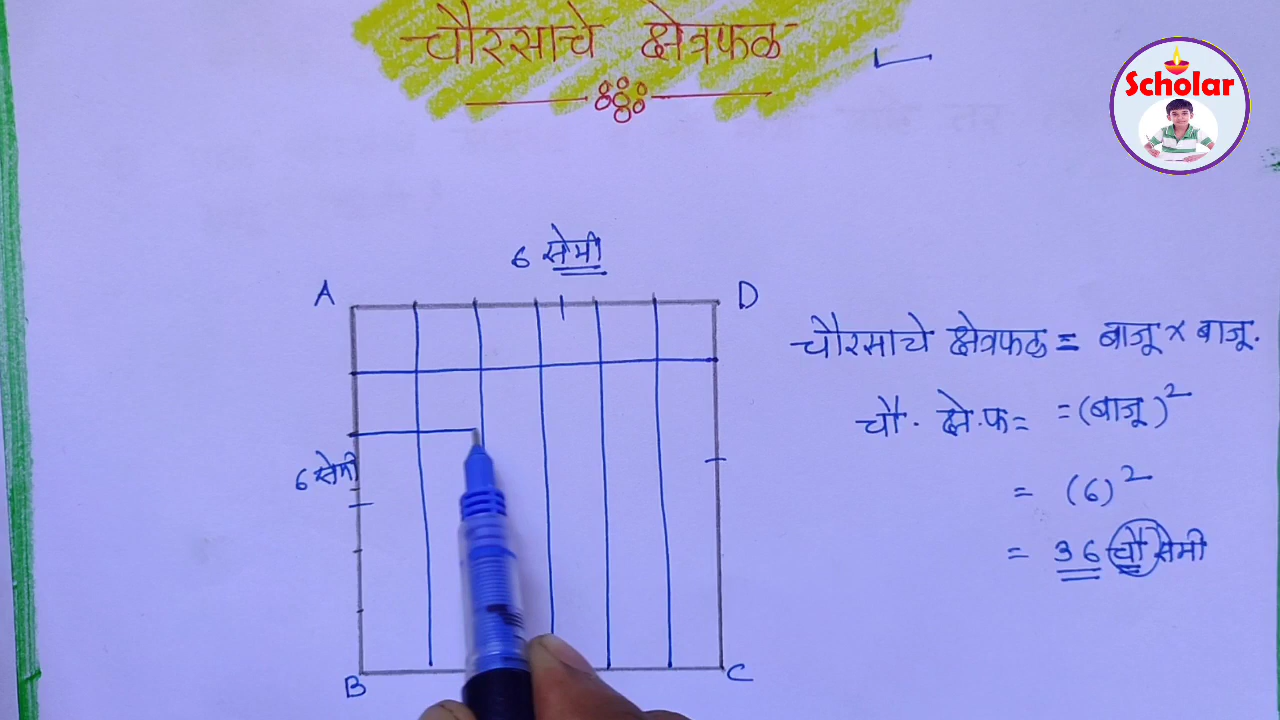 चौरसाचे क्षेत्रफळ
Scholar
6 सेमी
A
D
चौरसाचे क्षेत्रफळ = बाजू x बाजू.
चौ. क्षे.फ = = (बाजू)²
6 सेमी
= (6)²
= 36 चौ सेमी
B
C